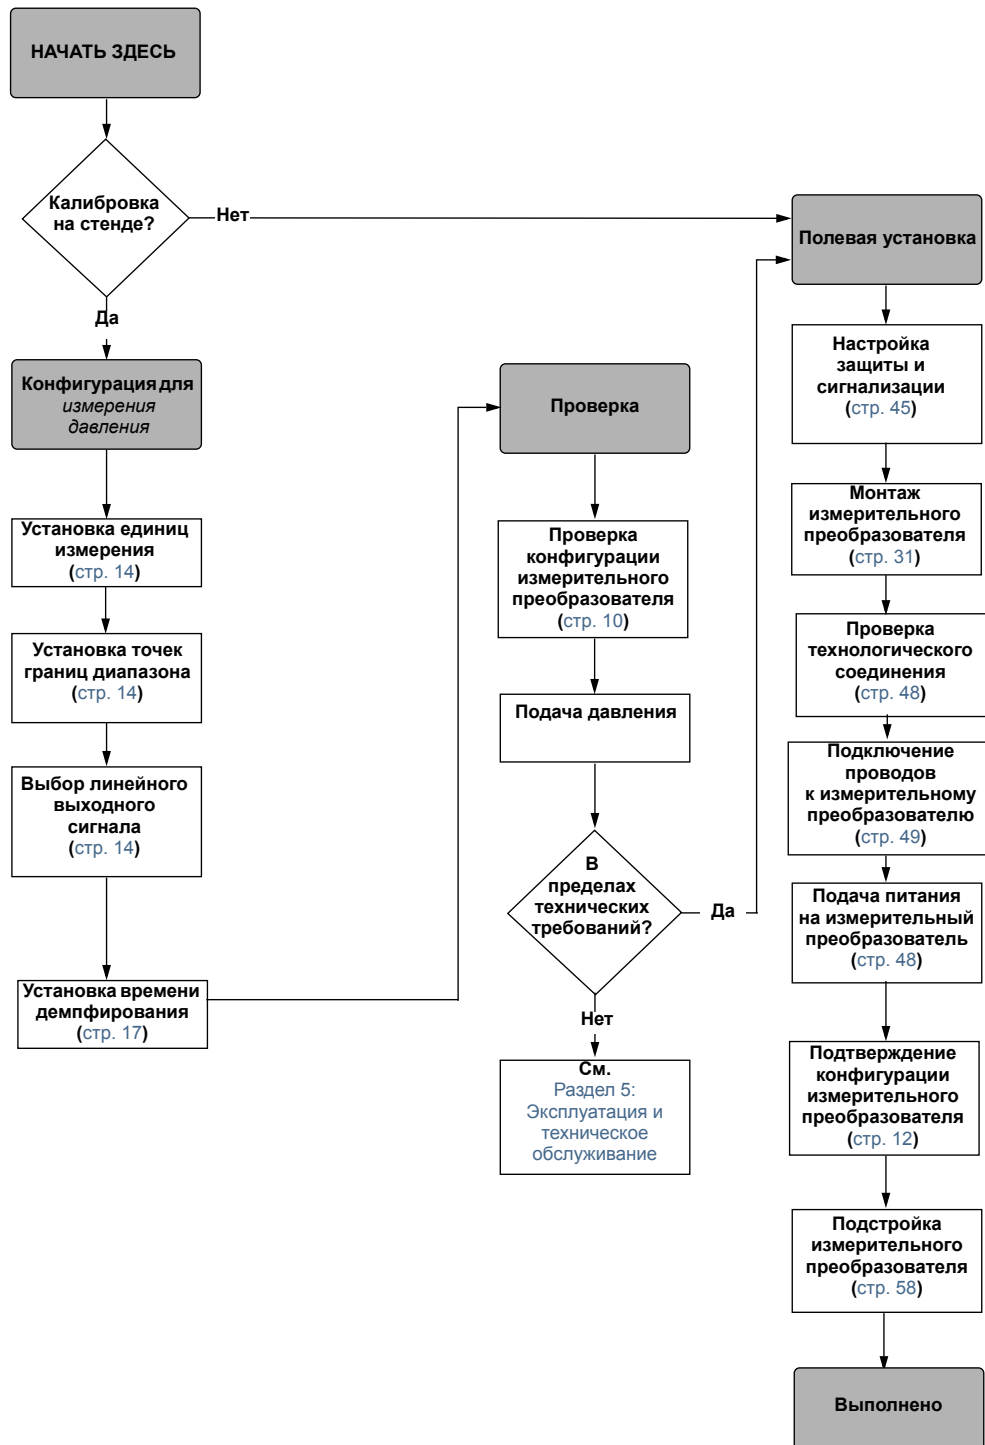 НАЧАТЬ ЗДЕСЬ
Калибровка
на стенде?
Нет
Да
Конфигурация для
измерения
давления
Установка единиц
измерения
(стр. 14)
Установка точек
границ диапазона
(стр. 14)
Выбор линейного
выходного
сигнала
(стр. 14)
Установка времени
демпфирования
(стр. 17)
Проверка
Проверка
конфигурации
измерительного
преобразователя
(стр. 10)
Подача давления
В
пределах
технических
требований?
Да
Нет
См.
Раздел 5:
Эксплуатация и
техническое
обслуживание
Полевая установка
Настройка
защиты и
сигнализации
(стр. 45)
Монтаж
измерительного
преобразователя
(стр. 31)
Проверка
технологического
соединения
(стр. 48)
Подключение
проводов
к измерительному
преобразователю
(стр. 49)
Подача питания
на измерительный
преобразователь
(стр. 48)
Подтверждение
конфигурации
измерительного
преобразователя
(стр. 12)
Подстройка
измерительного
преобразователя
(стр. 58)
Выполнено